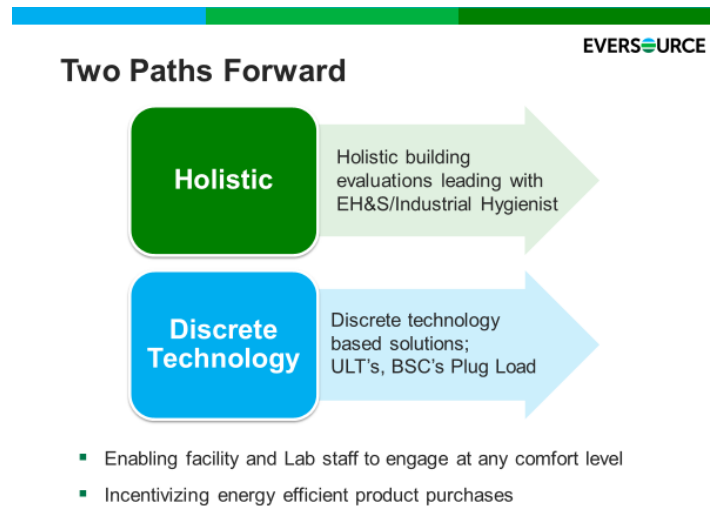 EVERSOURCE
Two Paths Forward
Holistic
Holistic building
evaluations leading with
EH&S/Industrial Hygienist
Discrete
Technology
Discrete technology
based solutions;
ULT's, BSC's Plug Load
Enabling facility and Lab staff to engage at any comfort level
Incentivizing energy efficient product purchases